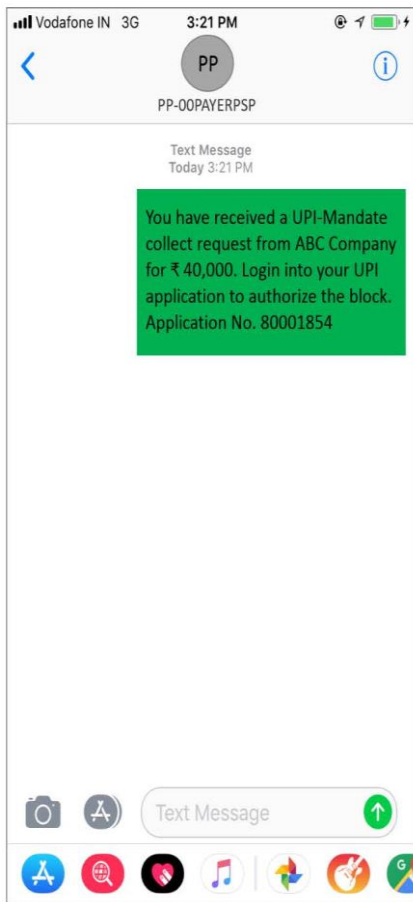 Vodafone IN 3G 3:21 PM
PP
PP-00PAYERPSP
Text Message
Today 3:21 PM
You have received a UPI-Mandate
collect request from ABC Company
for ₹ 40,000. Login into your UPI
application to authorize the block.
Application No. 80001854
Text Message
G